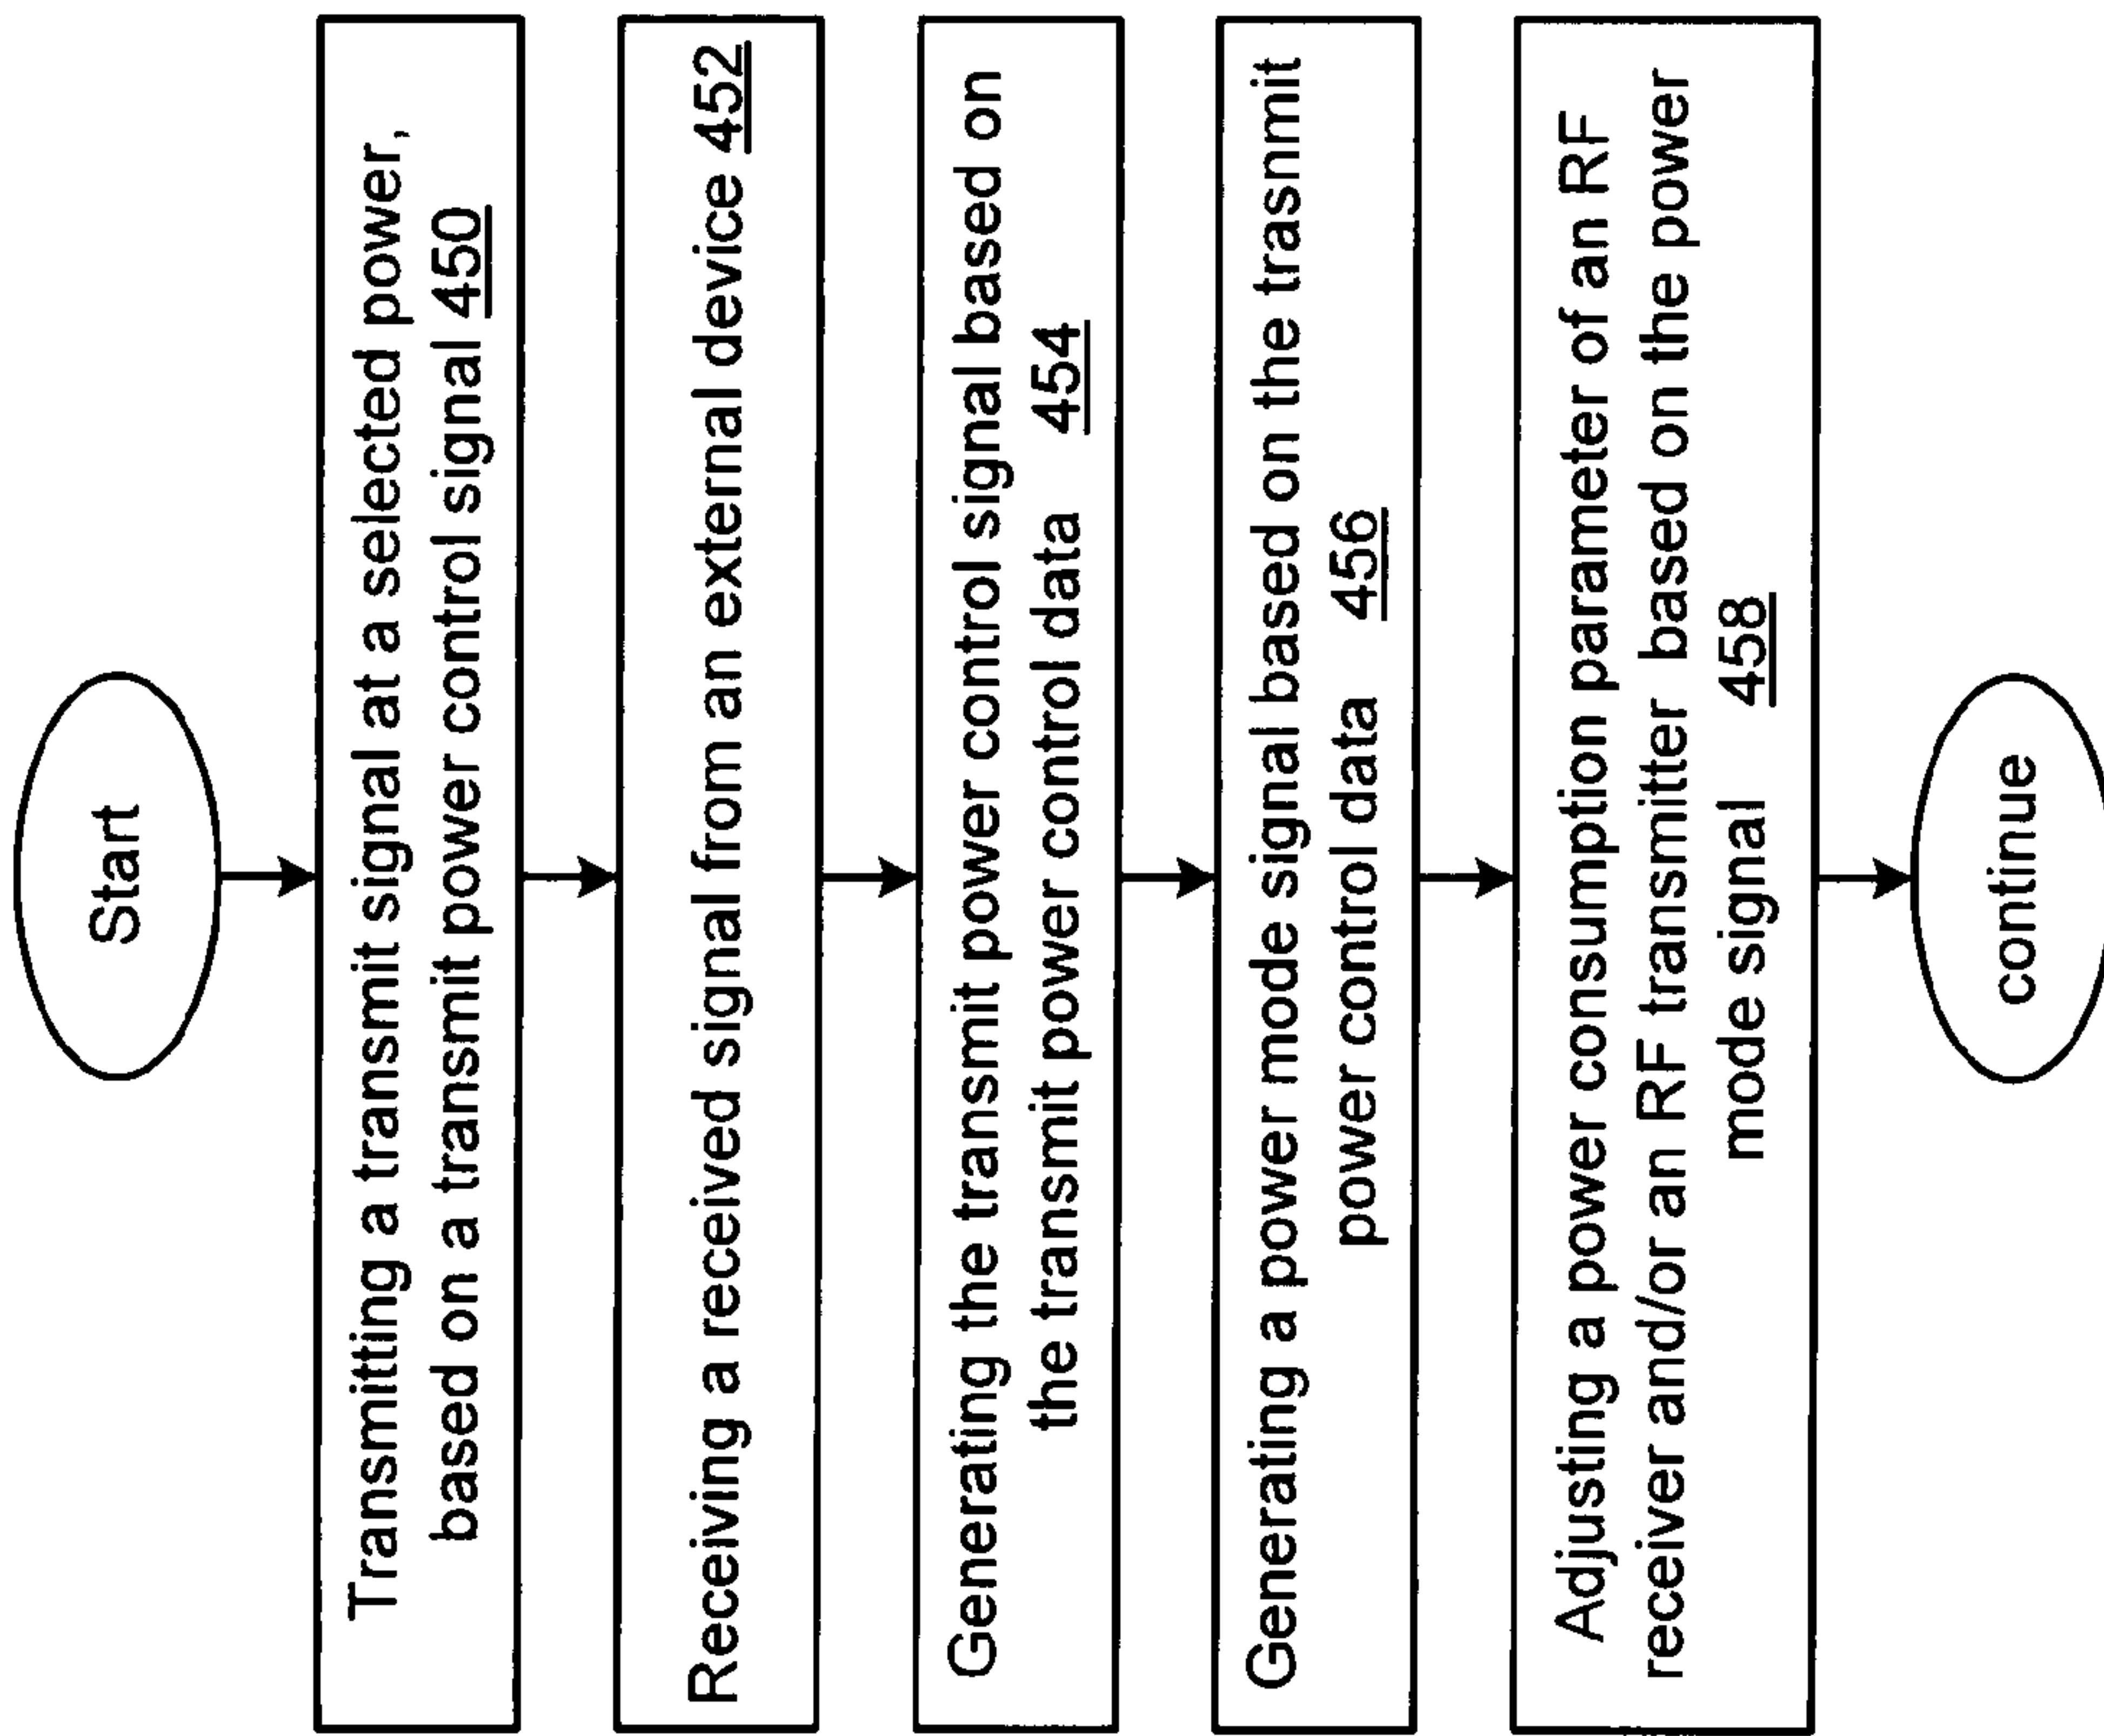 Start
Transmitting a transmit signal at a selected power,
based on a transmit power control signal 450
Receiving a received signal from an external device 452
Generating the transmit power control signal based on
the transmit power control data 454
Generating a power mode signal based on the trasnmit
power control data 456
Adjusting a power consumption parameter of an RF
receiver and/or an RF transmitter based on the power
mode signal 458
continue